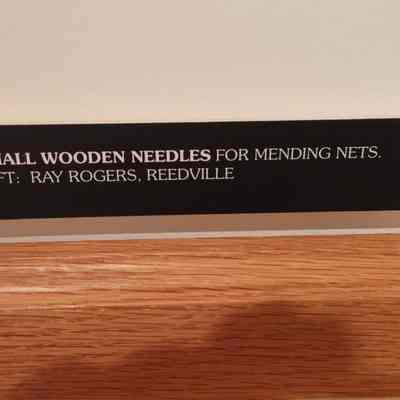 MALL WOODEN NEEDLES FOR MENDING NETS.
FT: RAY ROGERS, REEDVILLE